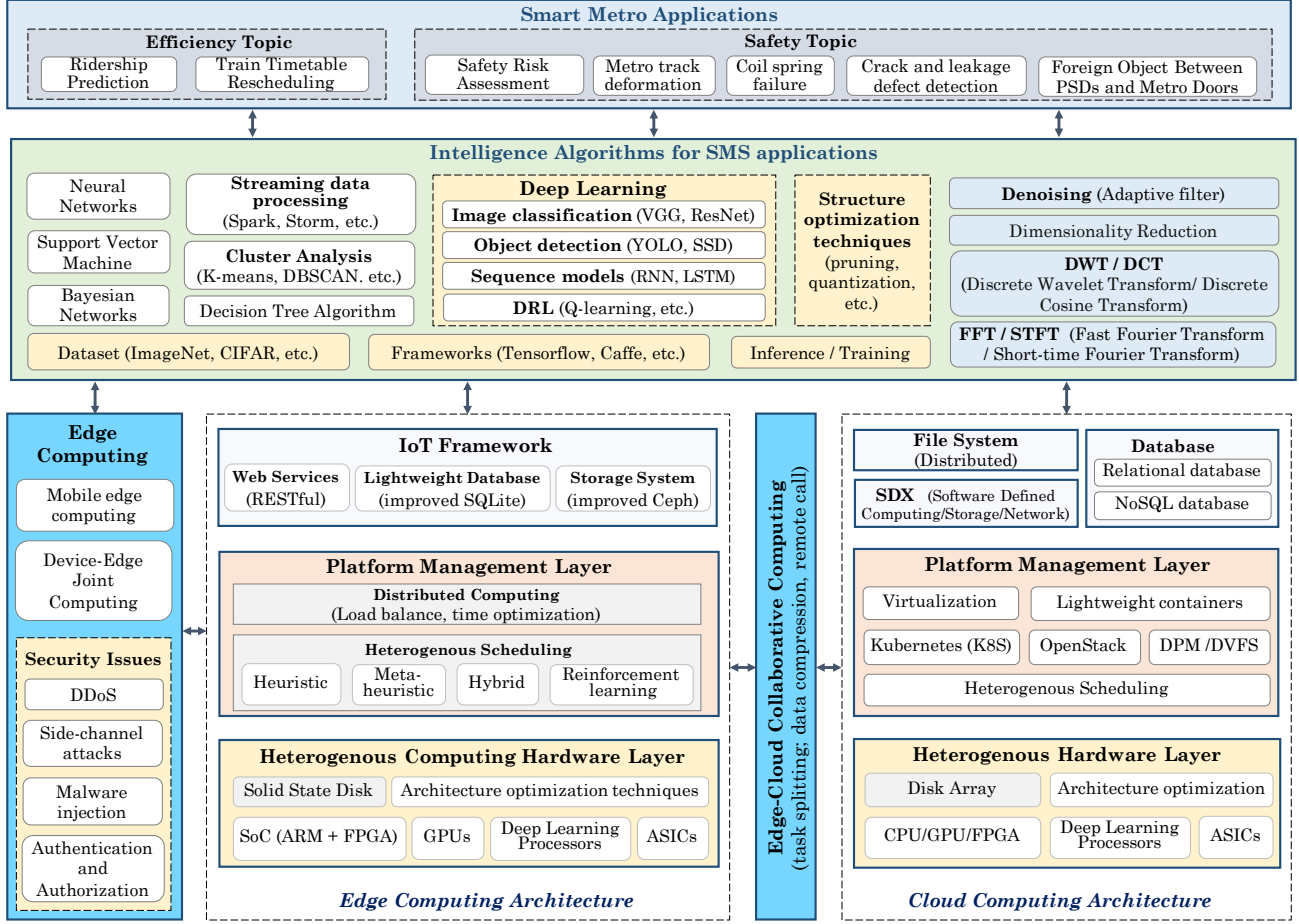 Smart Metro Applications
Efficiency Topic
Ridership
Prediction
Train Timetable
Rescheduling
Safety Topic
Safety Risk
Assessment
Metro track
deformation
Coil spring
failure
Crack and leakage
defect detection
Foreign Object Between
PSDs and Metro Doors
Intelligence Algorithms for SMS applications
Neural
Networks
Support Vector
Machine
Bayesian
Networks
Streaming data
processing
(Spark, Storm, etc.)
Cluster Analysis
(K-means, DBSCAN. etc.)
Decision Tree Algorithm
Deep Learning
Image classification (VGG, ResNet)
Object detection (YOLO, SSD)
Sequence models (RNN, LSTM)
DRL (Q-learning, etc.)
Structure
optimization
techniques
(pruning,
quantization,
etc.)
Denoising (Adaptive filter)
Dimensionality Reduction
DWT / DCT
(Discrete Wavelet Transform/ Discrete
Cosine Transform)
FFT / STFT (Fast Fourier Transform
/ Short-time Fourier Transform)
Dataset (ImageNet, CIFAR, etc.)
Frameworks (Tensorflow, Caffe, etc.)
Inference / Training
Edge
Computing
Mobile edge
computing
Device-Edge
Joint
Computing
Security Issues
DDoS
Side-channel
attacks
Malware
injection
Authentication
and
Authorization
IoT Framework
Web Services
(RESTful)
Lightweight Database
(improved SQLite)
Storage System
(improved Ceph)
Platform Management Layer
Distributed Computing
(Load balance, time optimization)
Heterogenous Scheduling
Heuristic
Meta-
heuristic
Hybrid
Reinforcement
learning
Heterogenous Computing Hardware Layer
Solid State Disk
Architecture optimization techniques
SoC (ARM + FPGA)
GPUs
Deep Learning
Processors
ASICs
Edge Computing Architecture
Edge-Cloud Collaborative Computing
(task splitting; data compression, remote call)
File System
(Distributed)
SDX (Software Defined
Computing/Storage/Network)
Database
Relational database
NoSQL database
Platform Management Layer
Virtualization
Lightweight containers
Kubernetes (K8S)
OpenStack
DPM /DVFS
Heterogenous Scheduling
Heterogenous Hardware Layer
Disk Array
Architecture optimization
CPU/GPU/FPGA
Deep Learning
Processors
ASICs
Cloud Computing Architecture